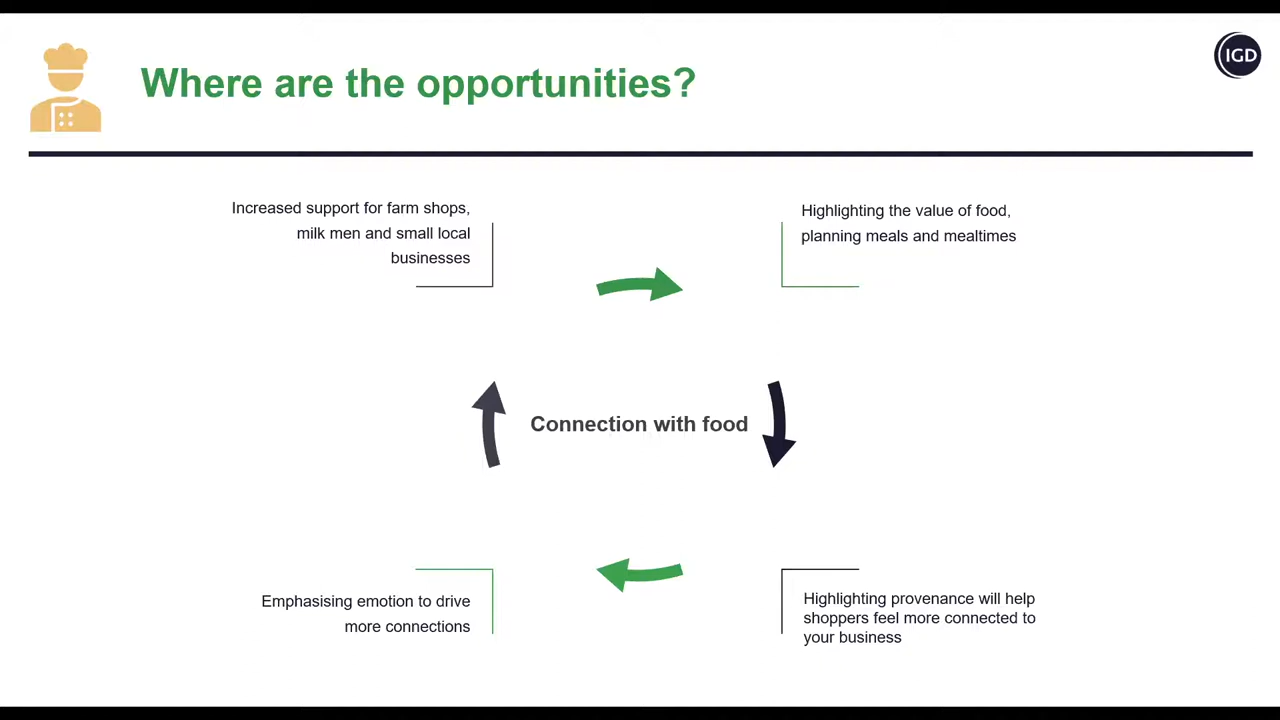 IGD
Where are the opportunities?
Increased support for farm shops,
milk men and small local
businesses
Highlighting the value of food,
planning meals and mealtimes
Connection with food
Emphasising emotion to drive
more connections
Highlighting provenance will help
shoppers feel more connected to
your business